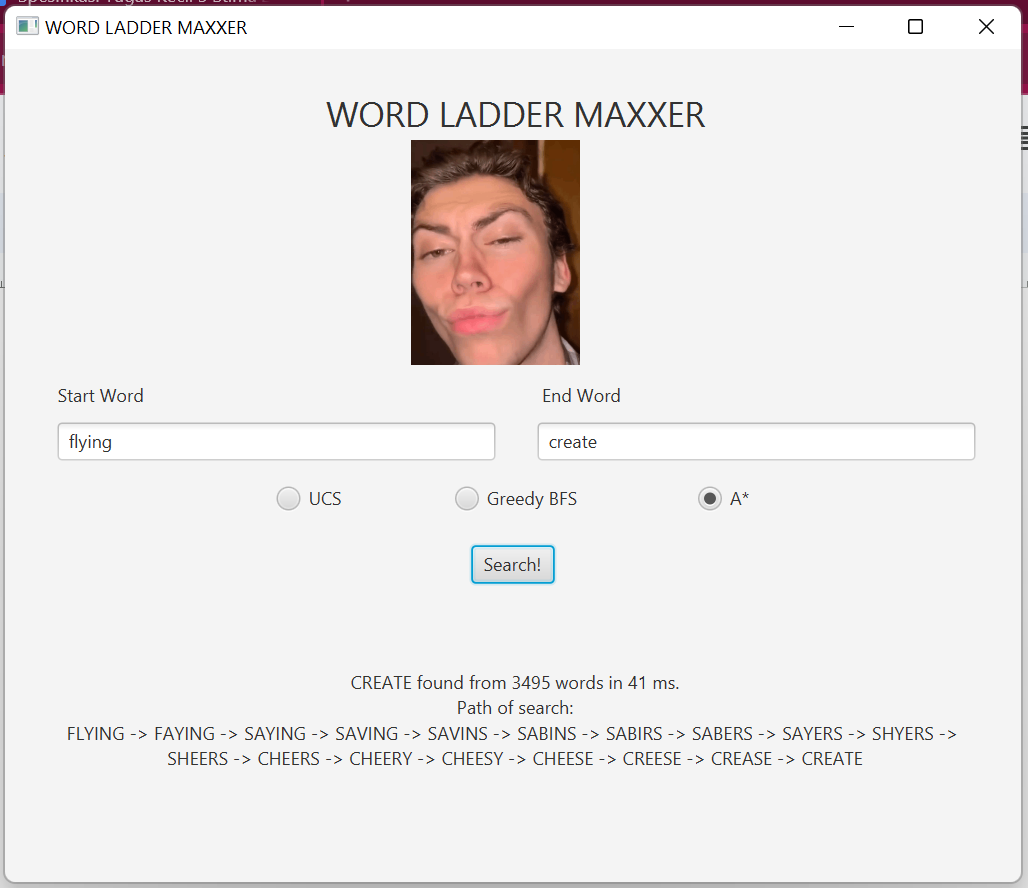 WORD LADDER MAXXER
WORD LADDER MAXXER
Start Word
End Word
flying
create
UCS
Greedy BFS
A*
Search!
CREATE found from 3495 words in 41 ms.
Path of search:
FLYING -> FAYING -> SAYING -> SAVING -> SAVINS -> SABINS -> SABIRS -> SABERS -> SAYERS -> SHYERS ->
SHEERS -> CHEERS -> CHEERY -> CHEESY -> CHEESE -> CREESE -> CREASE -> CREATE